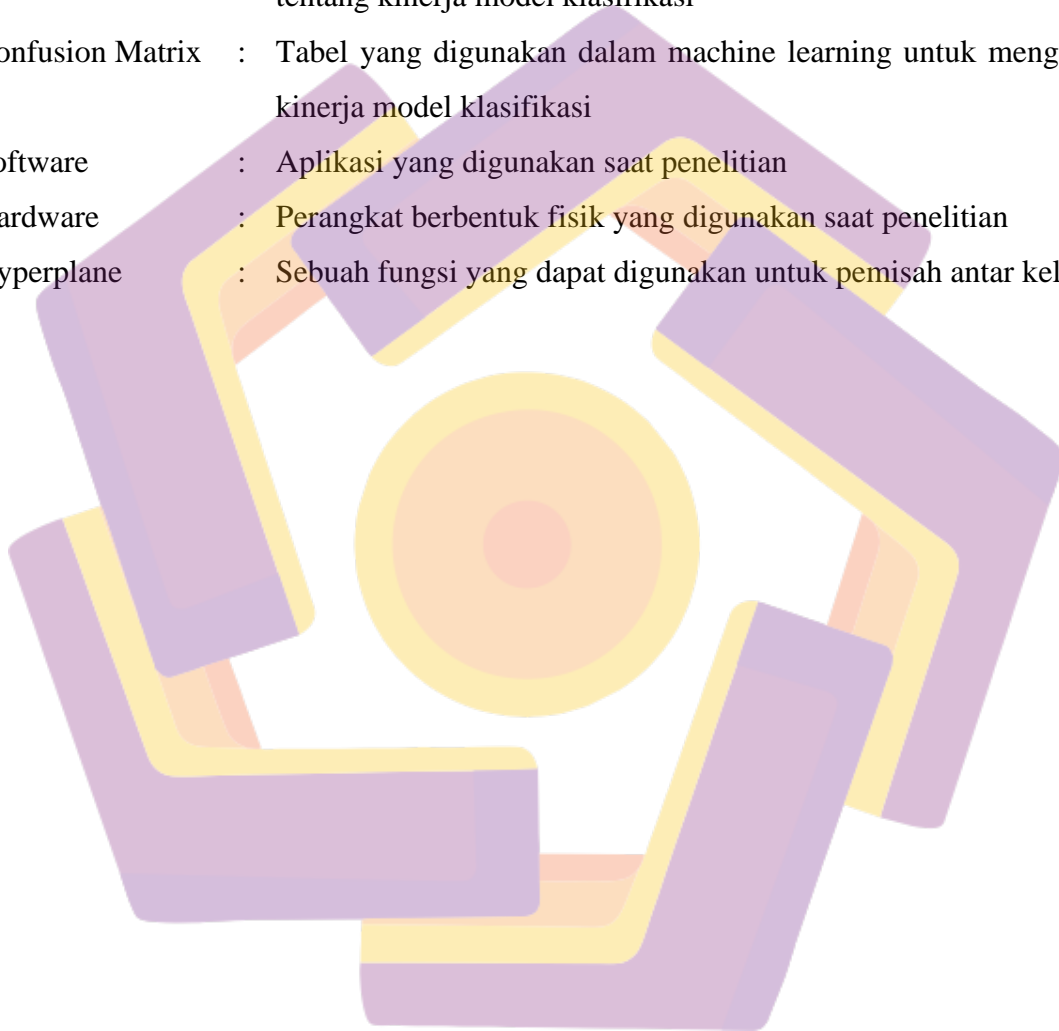 tentang kinerja model klasifikasi
onfusion Matrix : Tabel yang digunakan dalam machine learning untuk meng
kinerja model klasifikasi
oftware : Aplikasi yang digunakan saat penelitian
ardware : Perangkat berbentuk fisik yang digunakan saat penelitian
yperplane : Sebuah fungsi yang dapat digunakan untuk pemisah antar kel